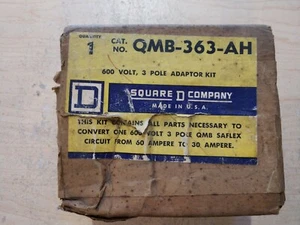 QUANTITY
1
CAT. NO. QMB-363-AH
600 VOLT, 3 POLE ADAPTOR KIT
D
SQUARE D COMPANY
MADE IN U.S.A.
THIS KIT CONTAINS ALL PARTS NECESSARY TO
CONVERT ONE 600 VOLT 3 POLE QMB SAFLEX
CIRCUIT FROM 60 AMPERE TO 30 AMPERE.